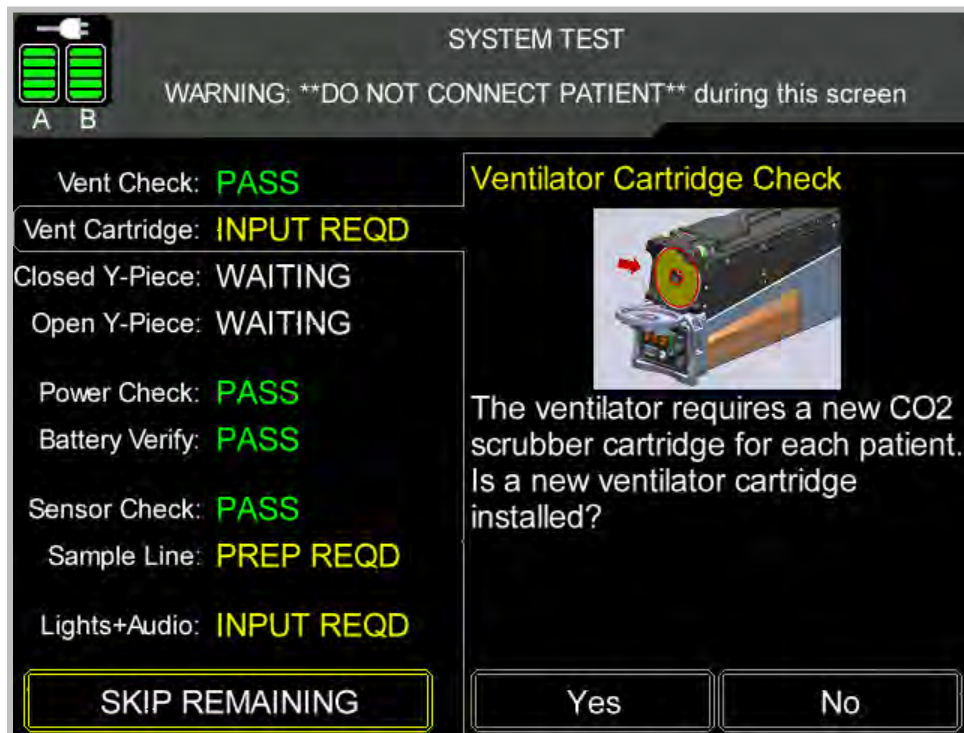 SYSTEM TEST
WARNING: **DO NOT CONNECT PATIENT** during this screen
A B
Vent Check: PASS
Vent Cartridge: INPUT REQD
Closed Y-Piece: WAITING
Open Y-Piece: WAITING
Power Check: PASS
Battery Verify: PASS
Sensor Check: PASS
Sample Line: PREP REQD
Lights+Audio: INPUT REQD
SKIP REMAINING
Ventilator Cartridge Check
The ventilator requires a new CO2
scrubber cartridge for each patient.
Is a new ventilator cartridge
installed?
Yes
No